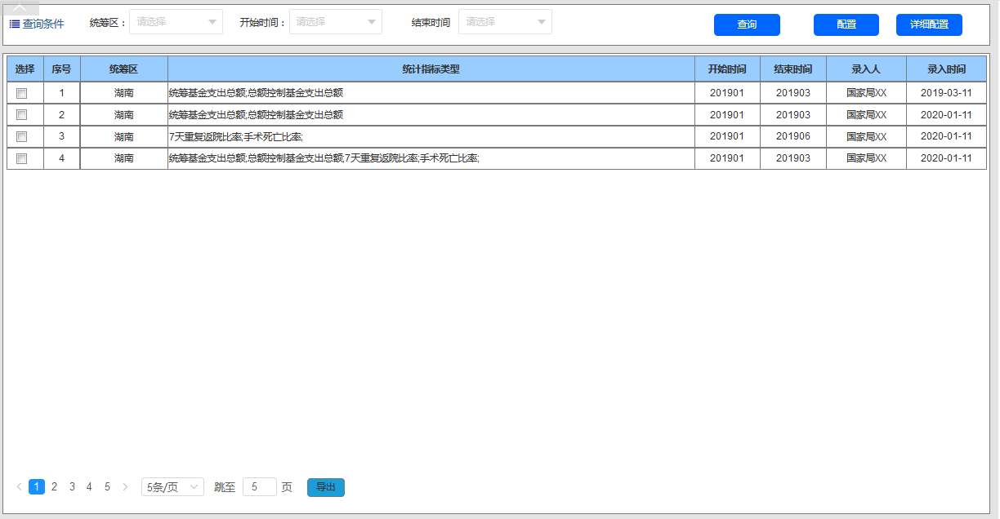 查询条件 统筹区： 请选择 开始时间： 请选择 结束时间 请选择 查询 配置 详细配置
选择 序号 统筹区 统计指标类型 开始时间 结束时间 录入人 录入时间
1 湖南 统筹基金支出总额;总额控制基金支出总额 201901 201903 国家局XX 2019-03-11
2 湖南 统筹基金支出总额;总额控制基金支出总额 201901 201903 国家局XX 2020-01-11
3 湖南 7天重复返院比率;手术死亡比率; 201901 201906 国家局XX 2020-01-11
4 湖南 统筹基金支出总额;总额控制基金支出总额;7天重复返院比率;手术死亡比率; 201901 201903 国家局XX 2020-01-11
1 2 3 4 5 5条/页 跳至 5 页 导出